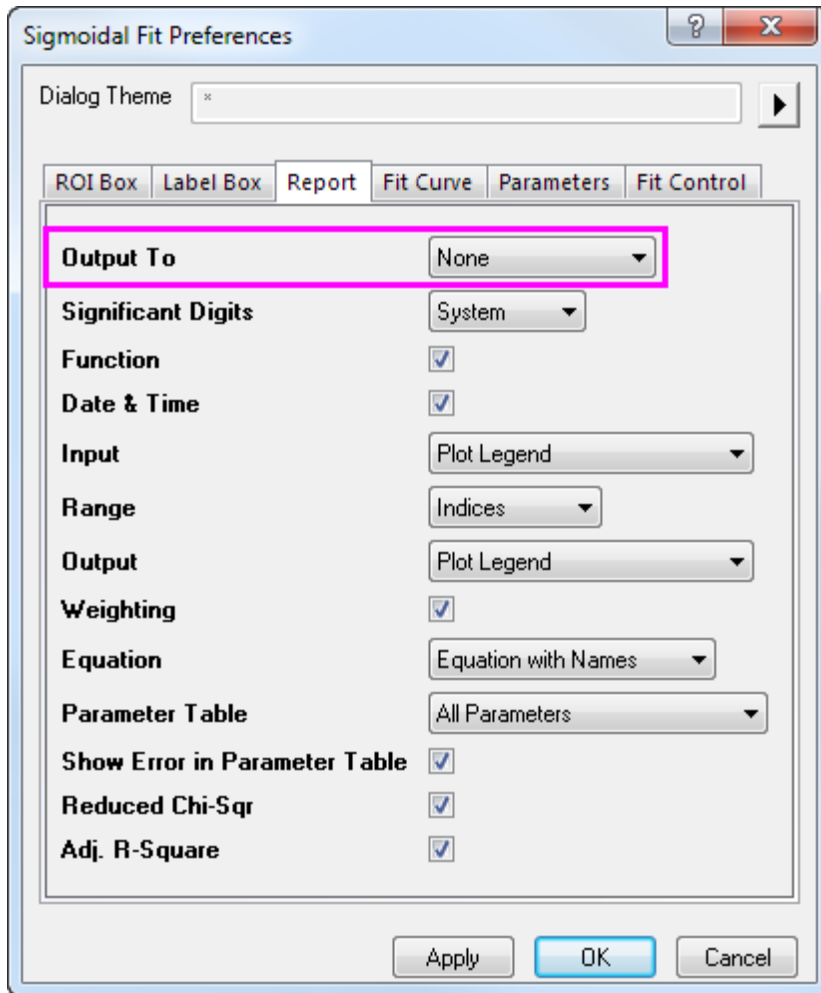 Sigmoidal Fit Preferences
?
Dialog Theme *
ROI Box Label Box Report Fit Curve Parameters Fit Control
Output To None
Significant Digits System
Function
Date & Time
Input Plot Legend
Range Indices
Output Plot Legend
Weighting
Equation Equation with Names
Parameter Table All Parameters
Show Error in Parameter Table
Reduced Chi-Sqr
Adj. R-Square
Apply OK Cancel